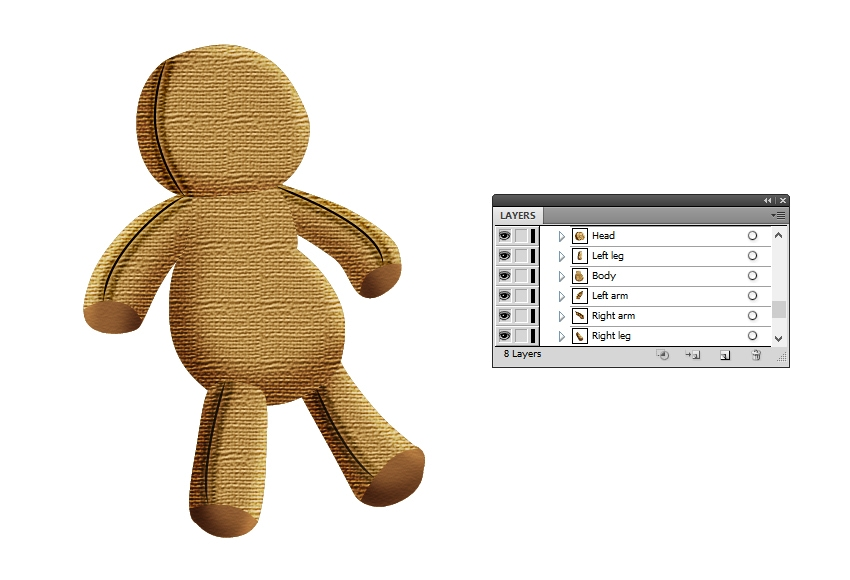 LAYERS
Head
Left leg
Body
Left arm
Right arm
Right leg
8 Layers